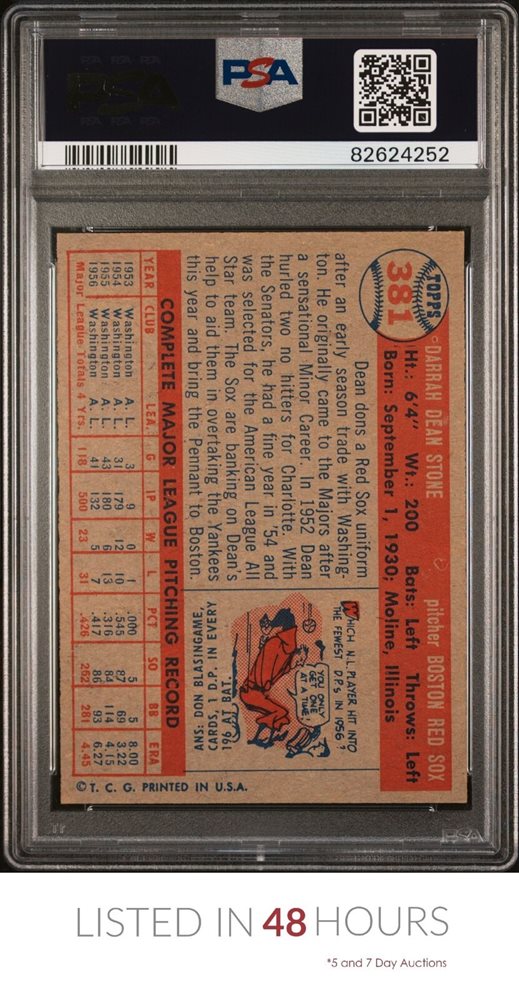 PSA
82624252
TOPPS
381
DARRAH DEAN STONE pitcher BOSTON RED SOX
Ht.: 6'4" Wt.: 200 Bats: Left Throws: Left
Born: September 1, 1930; Moline, Illinois
Dean dons a Red Sox uniform
after an early season trade with Washing-
ton. He originally came to the Majors after
a sensational Minor Career. In 1952 Dean
hurled two no hitters for Charlotte. With
the Senators, he had a fine year in '54 and
was selected for the American League All
Star team. The Sox are banking on Dean's
help to aid them in overtaking the Yankees
this year and bring the Pennant to Boston.
WHICH N.L. PLAYER HIT INTO
THE FEWEST D.P.'s IN 1956?
YOU ONLY
GET ONE
AT A TIME.
ANS: DON BLASINGAME,
CARDS, 1 D.P. IN EVERY
196 AT BAT.
COMPLETE MAJOR LEAGUE PITCHING RECORD
YEAR CLUB LEA. G IP W L PCT SO BB ERA
1953 Washington A. L. 3 9 0 1 .000 5 5 8.00
1954 Washington A. L. 31 179 12 10 .545 87 69 3.22
1955 Washington A. L. 43 180 6 13 .316 84 114 4.15
1956 Washington A. L. 41 132 5 7 .417 86 93 6.27
Major League Totals 4 Yrs. 118 500 23 31 .426 262 281 4.45
©T. C. G. PRINTED IN U.S.A.
PSA
LISTED IN 48 HOURS
*5 and 7 Day Auctions